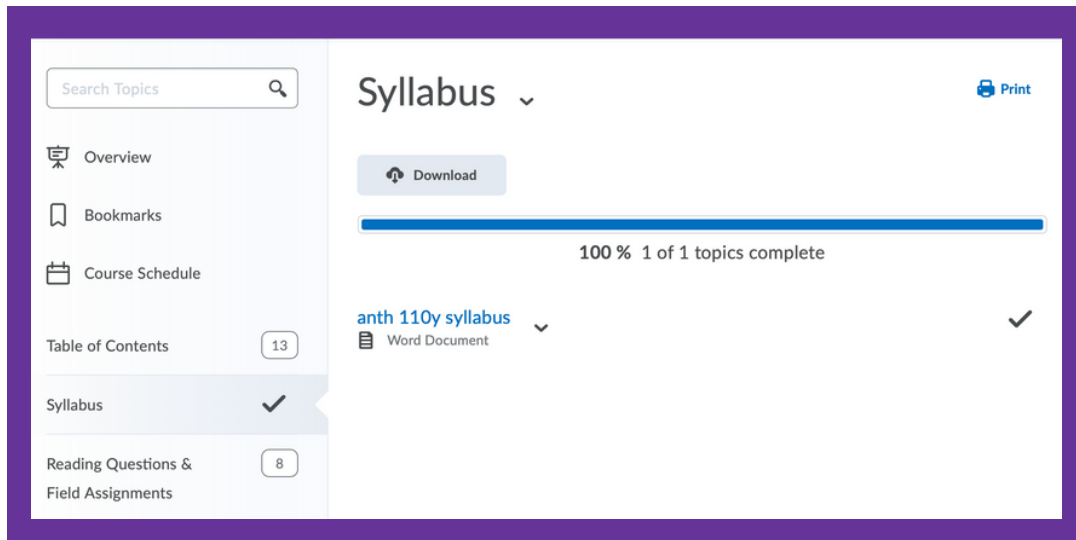 Search Topics
Overview
Bookmarks
Course Schedule
Table of Contents 13
Syllabus
Reading Questions & 8
Field Assignments
Syllabus
Print
Download
100 % 1 of 1 topics complete
anth 110y syllabus
Word Document